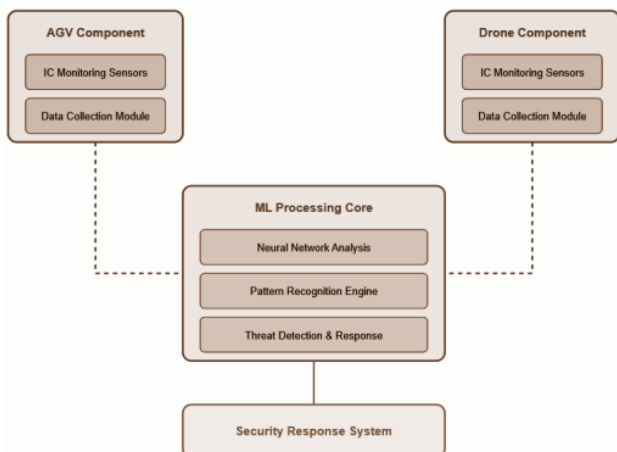 AGV Component
IC Monitoring Sensors
Data Collection Module
Drone Component
IC Monitoring Sensors
Data Collection Module
ML Processing Core
Neural Network Analysis
Pattern Recognition Engine
Threat Detection & Response
Security Response System